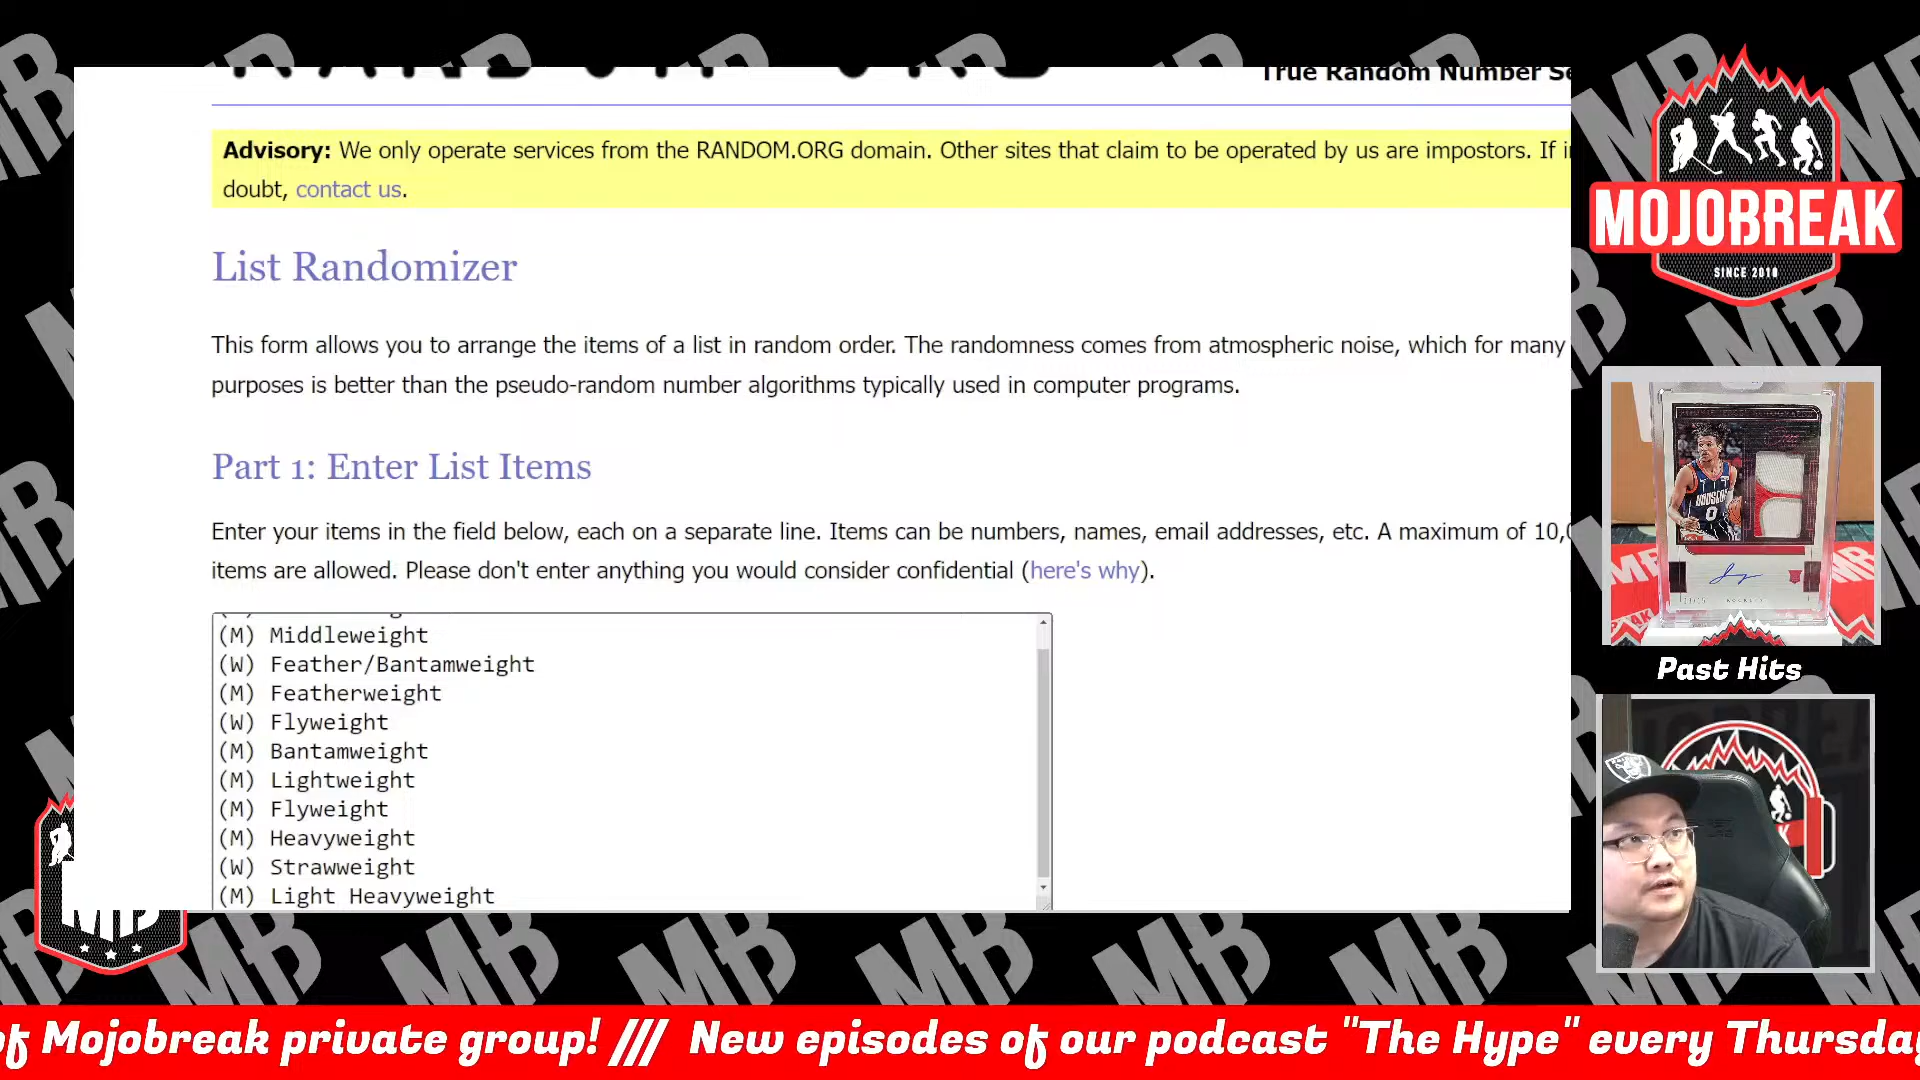 True Random Number Se
Advisory: We only operate services from the RANDOM.ORG domain. Other sites that claim to be operated by us are impostors. If i
doubt, contact us.
List Randomizer
This form allows you to arrange the items of a list in random order. The randomness comes from atmospheric noise, which for many
purposes is better than the pseudo-random number algorithms typically used in computer programs.
Part 1: Enter List Items
Enter your items in the field below, each on a separate line. Items can be numbers, names, email addresses, etc. A maximum of 10,
items are allowed. Please don't enter anything you would consider confidential (here's why).
(M) Middleweight
(W) Feather/Bantamweight
(M) Featherweight
(W) Flyweight
(M) Bantamweight
(M) Lightweight
(M) Flyweight
(M) Heavyweight
(W) Strawweight
(M) Light Heavyweight
MOJOBREAK
SINCE 2010
Past Hits
MB
of Mojobreak private group! /// New episodes of our podcast "The Hype" every Thursday